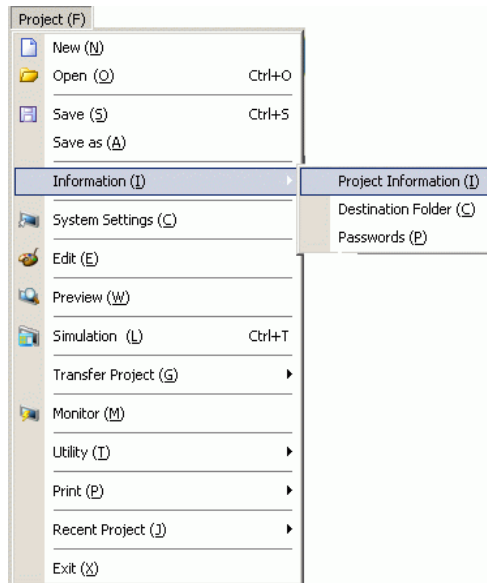 Project (F)
New (N)
Open (O) Ctrl+O
Save (S) Ctrl+S
Save as (A)
Information (I)
Project Information (I)
Destination Folder (C)
Passwords (P)
System Settings (C)
Edit (E)
Preview (W)
Simulation (L) Ctrl+T
Transfer Project (G)
Monitor (M)
Utility (T)
Print (P)
Recent Project (J)
Exit (X)